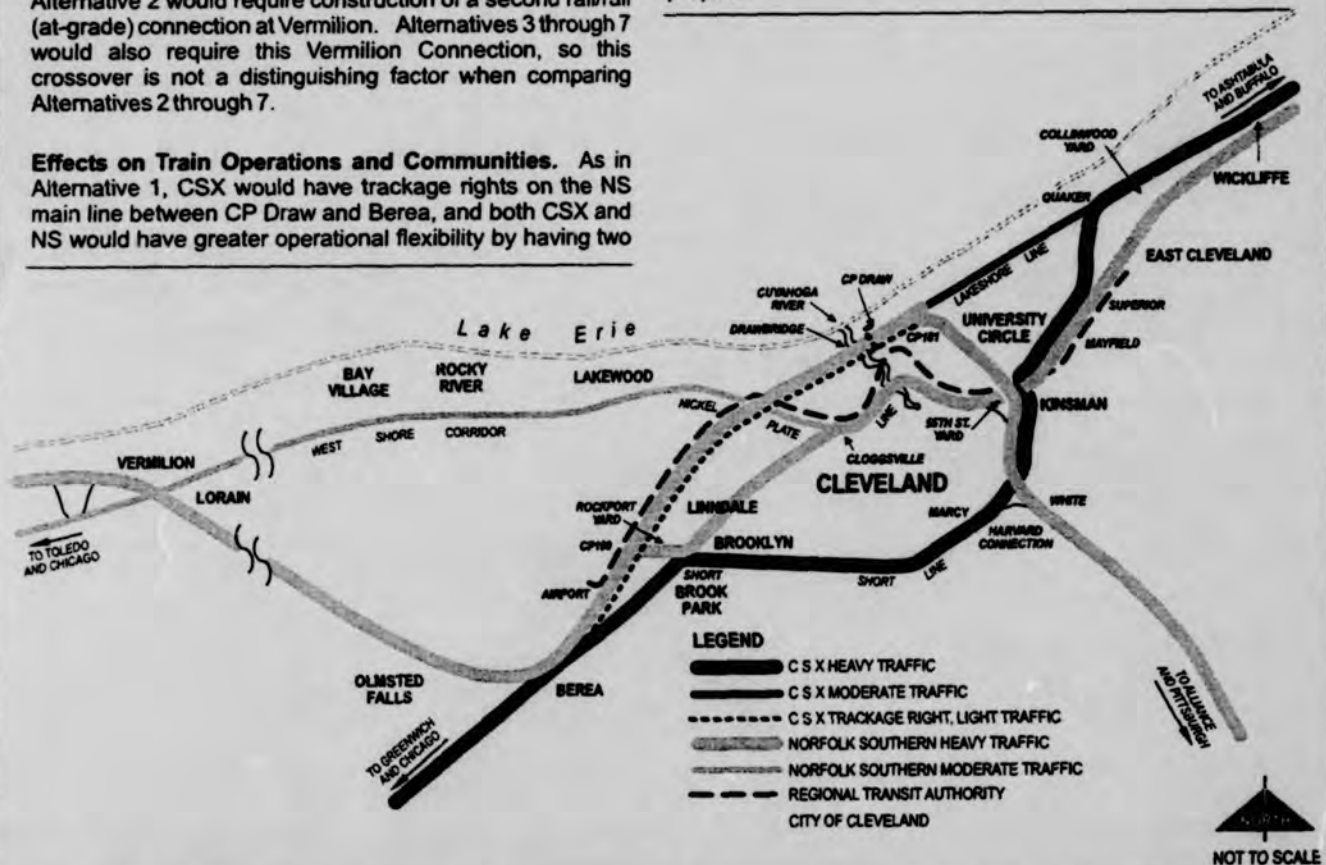 Alternative 2 would require construction of a second rail/rail
(at-grade) connection at Vermilion. Alternatives 3 through 7
would also require this Vermilion Connection, so this
crossover is not a distinguishing factor when comparing
Alternatives 2 through 7.
Effects on Train Operations and Communities. As in
Alternative 1, CSX would have trackage rights on the NS
main line between CP Draw and Berea, and both CSX and
NS would have greater operational flexibility by having two
TO ASHTABULA
AND BUFFALO
COLLINWOOD
YARD
WICKLIFFE
QUAKER
EAST CLEVELAND
LAKESHORE LINE
CP DRAW
CUYAHOGA
RIVER
DRAWBRIDGE
UNIVERSITY
CIRCLE
SUPERIOR
MAYFIELD
CP181
Lake Erie
BAY
VILLAGE
ROCKY
RIVER
LAKEWOOD
NICKEL
PLATE
LINE
55TH ST.
YARD
KINSMAN
WEST SHORE CORRIDOR
VERMILION
LORAIN
CLOGGSVILLE
CLEVELAND
ROCKPORT
YARD
LINNDALE
MARCY
WHITE
HARVARD
CONNECTION
TO TOLEDO
AND CHICAGO
CP190
BROOKLYN
SHORT
SHORT LINE
AIRPORT
BROOK
PARK
OLMSTED
FALLS
BEREA
TO GREENWICH
AND CHICAGO
TO ALLIANCE
AND PITTSBURGH
LEGEND
C S X HEAVY TRAFFIC
C S X MODERATE TRAFFIC
C S X TRACKAGE RIGHT, LIGHT TRAFFIC
NORFOLK SOUTHERN HEAVY TRAFFIC
NORFOLK SOUTHERN MODERATE TRAFFIC
REGIONAL TRANSIT AUTHORITY
CITY OF CLEVELAND
NORTH
NOT TO SCALE